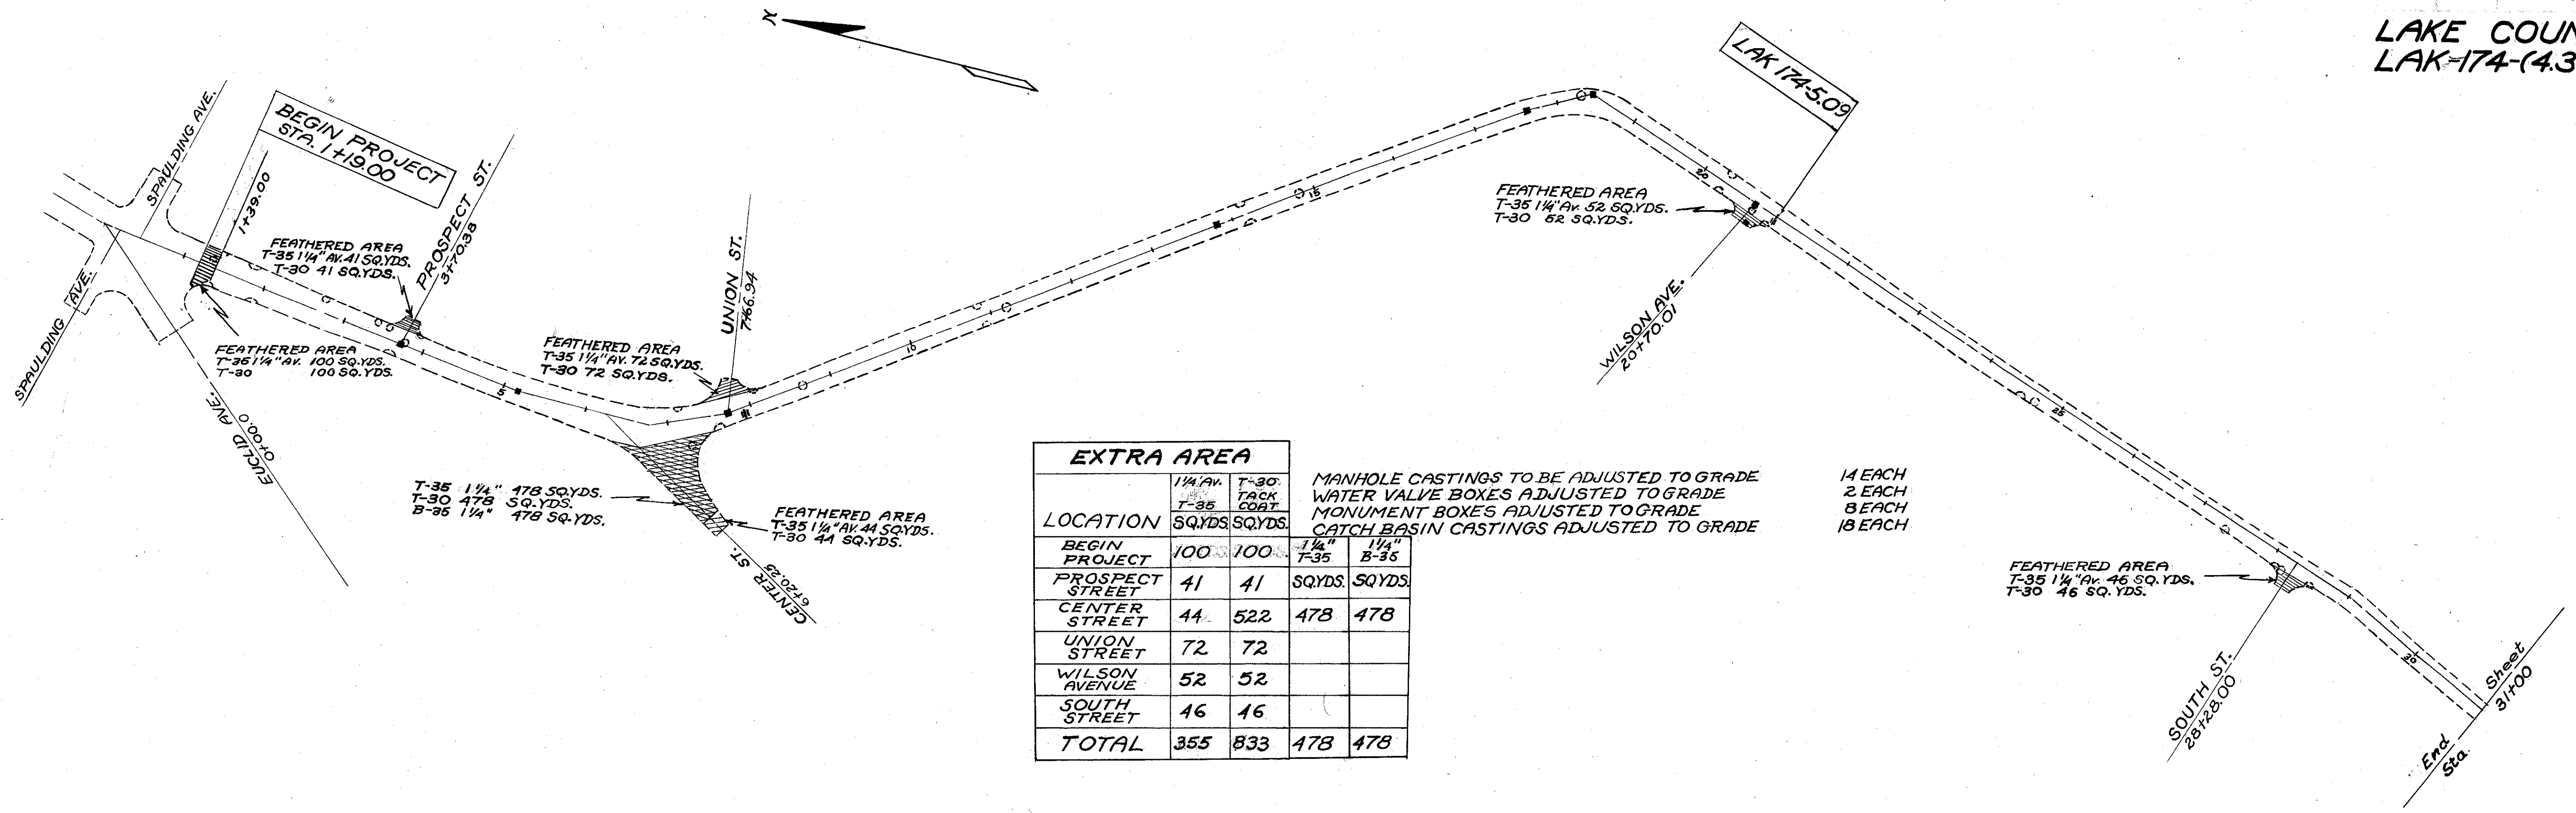 LAKE COUN
LAK-174-(4.3
N
LAK 174-5.09
SPAULDING AVE.
BEGIN PROJECT
STA. 1+19.00
1+39.00
FEATHERED AREA
T-35 1¼" AV. 41 SQ.YDS.
T-30 41 SQ.YDS.
PROSPECT ST.
3+70.38
SPAULDING AVE.
FEATHERED AREA
T-35 1¼" AV. 100 SQ.YDS.
T-30 100 SQ.YDS.
EUCLID AVE.
0+00.0
5
FEATHERED AREA
T-35 1¼" AV. 72 SQ.YDS.
T-30 72 SQ.YDS.
UNION ST.
7+66.94
10
15
20
FEATHERED AREA
T-35 1¼" Av. 52 SQ.YDS.
T-30 52 SQ.YDS.
WILSON AVE.
20+70.01
25
T-35 1¼" 478 SQ.YDS.
T-30 478 SQ.YDS.
B-35 1¼" 478 SQ.YDS.
FEATHERED AREA
T-35 1¼" AV. 44 SQ.YDS.
T-30 44 SQ.YDS.
CENTER ST.
6+20.25
EXTRA AREA
LOCATION 1¼" Av. T-35 SQ.YDS. T-30 TACK COAT SQ.YDS.
MANHOLE CASTINGS TO BE ADJUSTED TO GRADE 14 EACH
WATER VALVE BOXES ADJUSTED TO GRADE 2 EACH
MONUMENT BOXES ADJUSTED TO GRADE 8 EACH
CATCH BASIN CASTINGS ADJUSTED TO GRADE 18 EACH
BEGIN PROJECT 100 100 1¼" T-35 1¼" B-35
PROSPECT STREET 41 41 SQ.YDS. SQ.YDS.
CENTER STREET 44 522 478 478
UNION STREET 72 72
WILSON AVENUE 52 52
SOUTH STREET 46 46
TOTAL 355 833 478 478
FEATHERED AREA
T-35 1¼" Av. 46 SQ.YDS.
T-30 46 SQ.YDS.
SOUTH ST.
28+28.00
30
End Sheet
Sta. 31+00